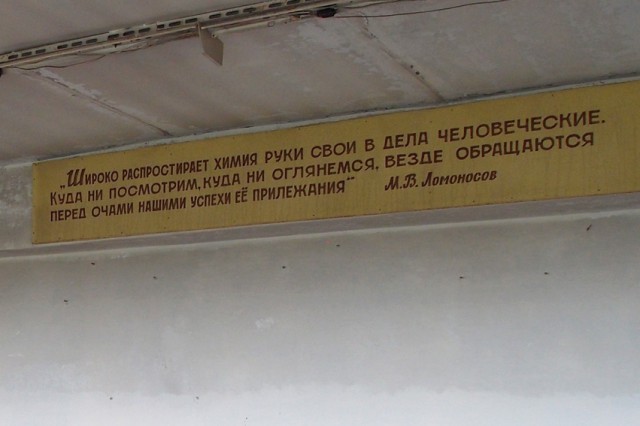 „Широко распростирает химия руки свои в дела человеческие.
Куда ни посмотрим, куда ни оглянемся, везде обращаются
перед очами нашими успехи её прилежания“ М.В. Ломоносов